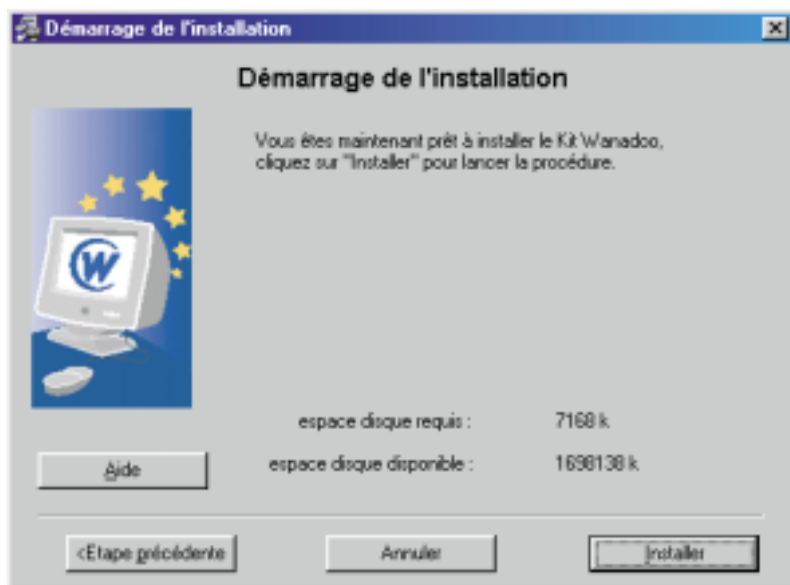 Démarrage de l'installation
Démarrage de l'installation
Vous êtes maintenant prêt à installer le Kit Wanadoo,
cliquez sur "Installer" pour lancer la procédure.
W
espace disque requis : 7168 k
espace disque disponible : 1698138 k
Aide
<Etape précédente
Annuler
Installer